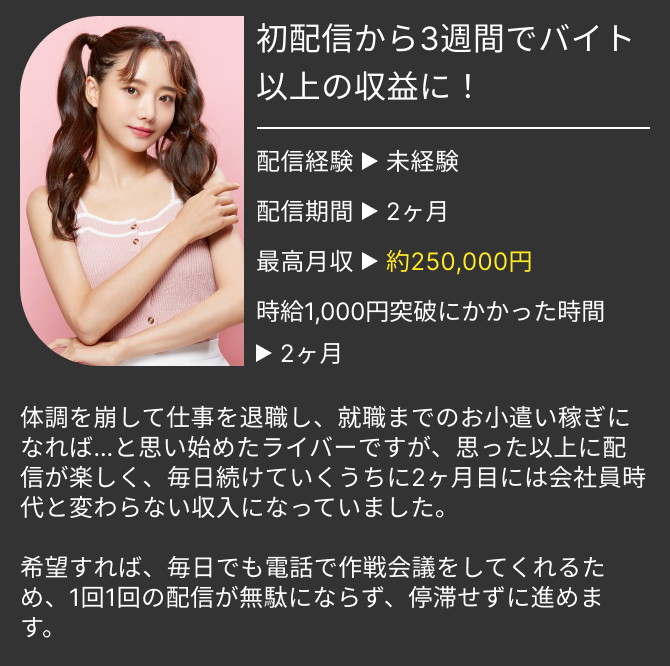 初配信から3週間でバイト
以上の収益に！
配信経験 ▶ 未経験
配信期間 ▶ 2ヶ月
最高月収 ▶ 約250,000円
時給1,000円突破にかかった時間
▶ 2ヶ月
体調を崩して仕事を退職し、就職までのお小遣い稼ぎに
なれば…と思い始めたライバーですが、思った以上に配
信が楽しく、毎日続けていくうちに2ヶ月目には会社員時
代と変わらない収入になっていました。
希望すれば、毎日でも電話で作戦会議をしてくれるた
め、1回1回の配信が無駄にならず、停滞せずに進めま
す。